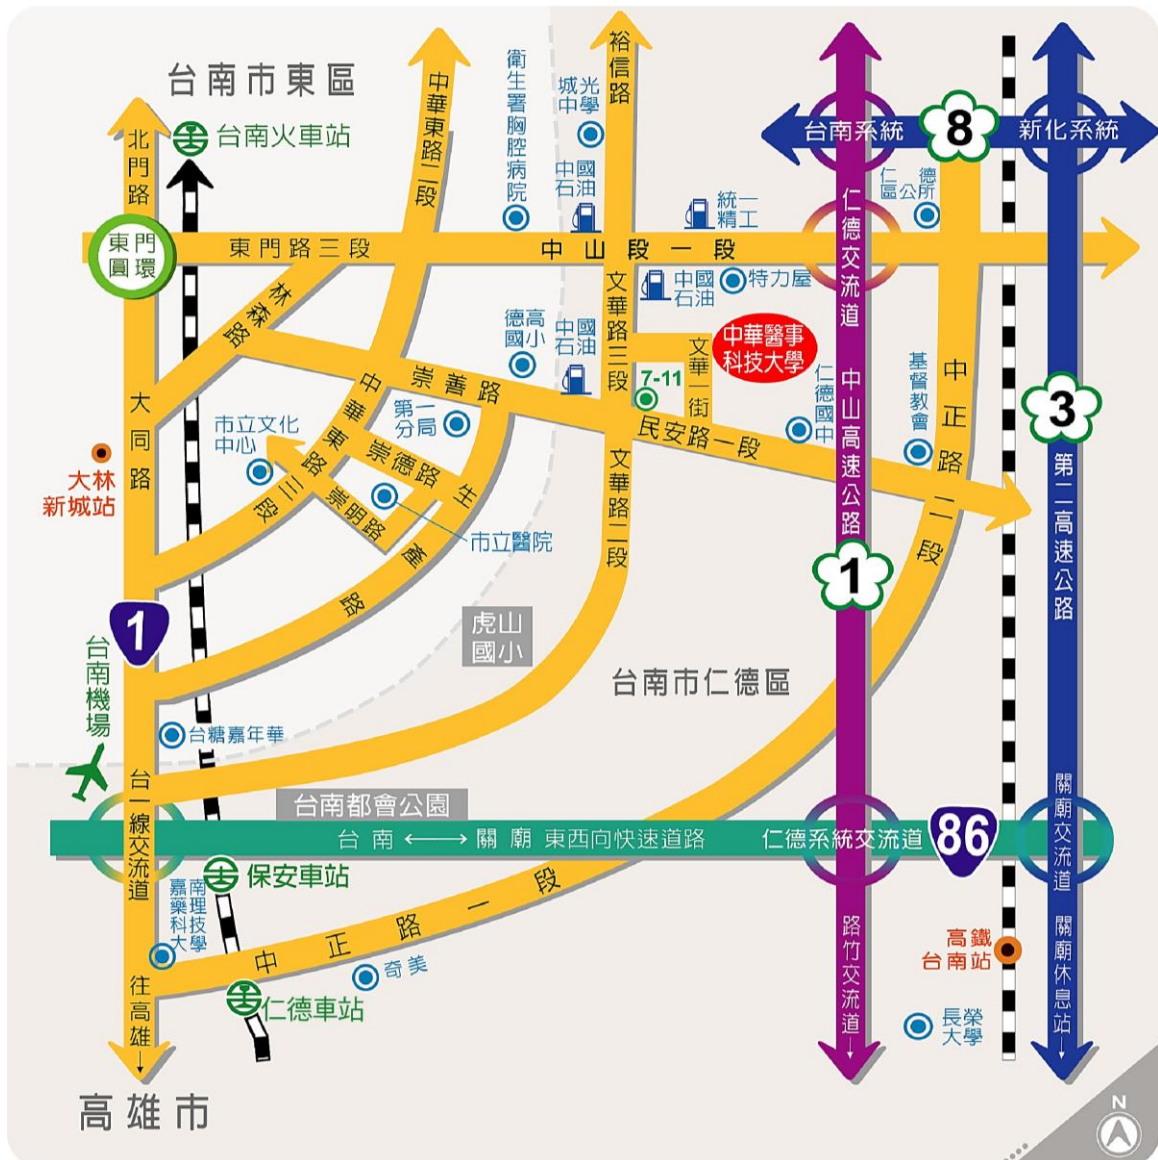 台南市東區
台南火車站
北門路
東門
圓環
東門路三段
中華東路二段
衛生署胸腔病院
城光
中學
裕信路
中國
石油
統一
精工
中山段一段
台南系統
8
新化系統
仁德
區公所
仁德交流道
中國
石油
特力屋
文華路三段
林森路
德高
國小
中國
石油
7-11
文華一街
中華醫事
科技大學
仁德
國中
基督教會
中正路二段
中山高速公路
3
第二高速公路
大同路
大林
新城站
市立文化
中心
中華東路三段
崇善路
第一
分局
崇德路
崇明路
市立醫院
生產路
民安路一段
文華路二段
1
1
台南機場
虎山
國小
台南市仁德區
台糖嘉年華
台一線交流道
台南都會公園
台南 ←→ 關廟 東西向快速道路
仁德系統交流道
86
關廟交流道
保安車站
嘉南
藥理
科技
大學
中正路一段
奇美
仁德車站
往高雄→
路竹交流道→
高鐵
台南站
關廟休息站→
長榮
大學
高雄市
N